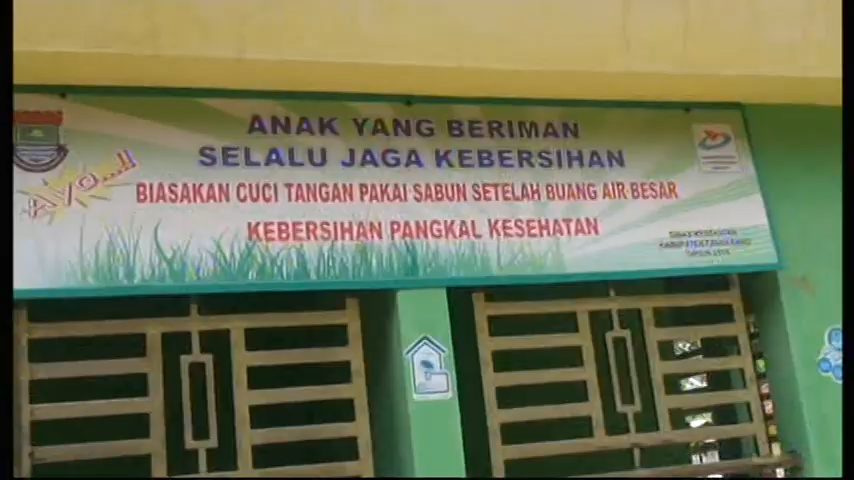 ANAK YANG BERIMAN
SELALU JAGA KEBERSIHAN
AYO...!!
BIASAKAN CUCI TANGAN PAKAI SABUN SETELAH BUANG AIR BESAR
KEBERSIHAN PANGKAL KESEHATAN
DINAS KESEHATAN